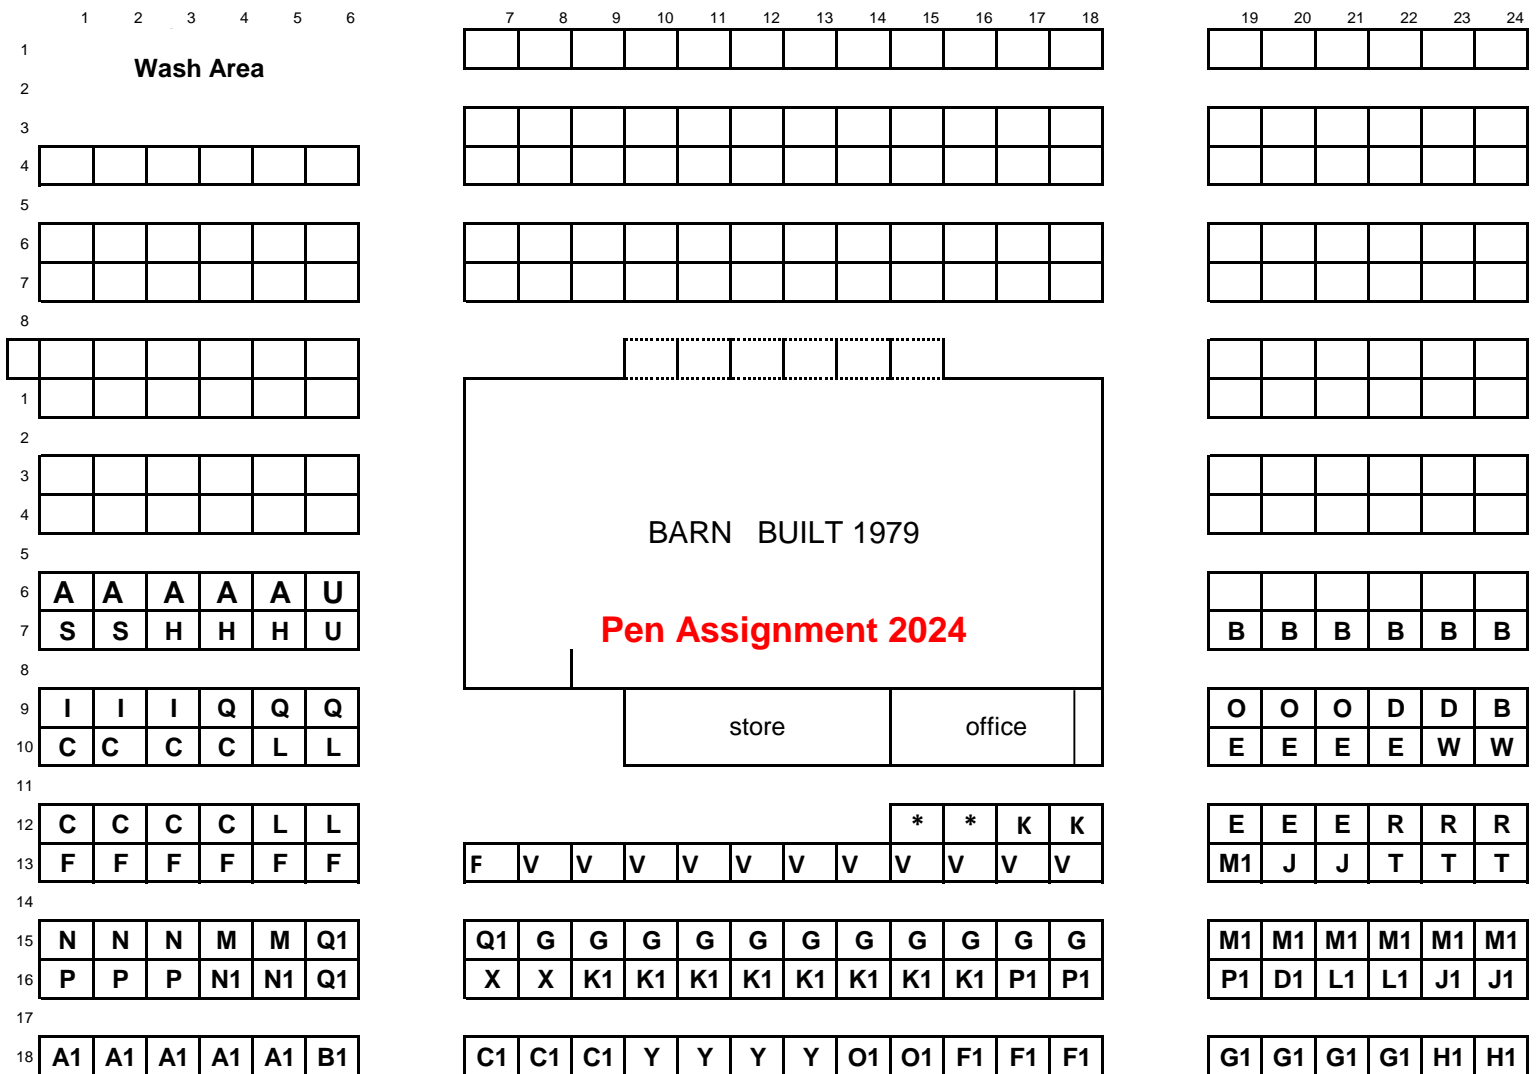 1 2 3 4 5 6 7 8 9 10 11 12 13 14 15 16 17 18 19 20 21 22 23 24
1
Wash Area
2
3
4
5
6
7
8
1
2
3
4
BARN BUILT 1979
5
6 A A A A A U
7 S S H H H U Pen Assignment 2024 B B B B B B
8
9 I I I Q Q Q O O O D D B
store office
10 C C C C L L E E E E W W
11
12 C C C C L L * * K K E E E R R R
13 F F F F F F F V V V V V V V V V V V M1 J J T T T
14
15 N N N M M Q1 Q1 G G G G G G G G G G G M1 M1 M1 M1 M1 M1
16 P P P N1 N1 Q1 X X K1 K1 K1 K1 K1 K1 K1 K1 P1 P1 P1 D1 L1 L1 J1 J1
17
18 A1 A1 A1 A1 A1 B1 C1 C1 C1 Y Y Y Y O1 O1 F1 F1 F1 G1 G1 G1 G1 H1 H1